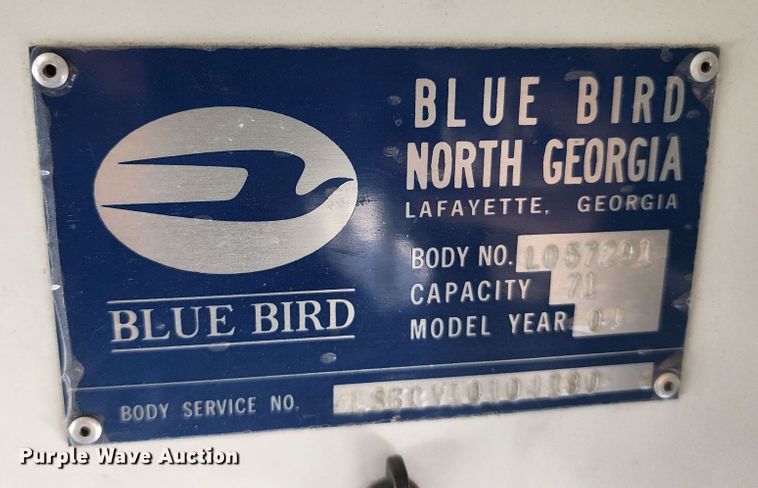 BLUE BIRD
NORTH GEORGIA
LAFAYETTE, GEORGIA
BODY NO. L057291
CAPACITY 71
MODEL YEAR
BLUE BIRD
BODY SERVICE NO.
Purple Wave Auction